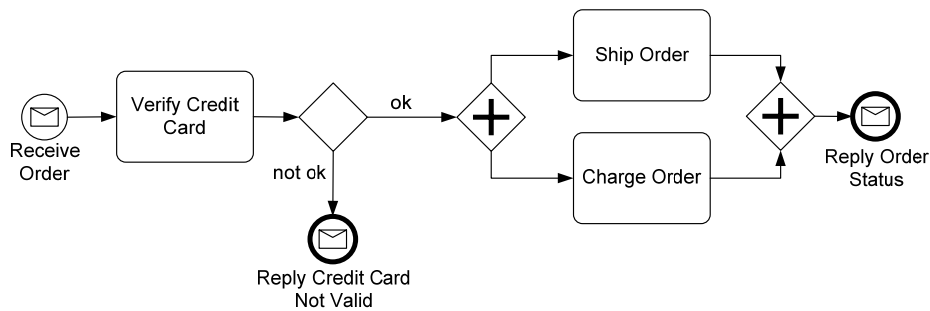 Receive
Order
Verify Credit
Card
ok
not ok
Reply Credit Card
Not Valid
Ship Order
Charge Order
Reply Order
Status